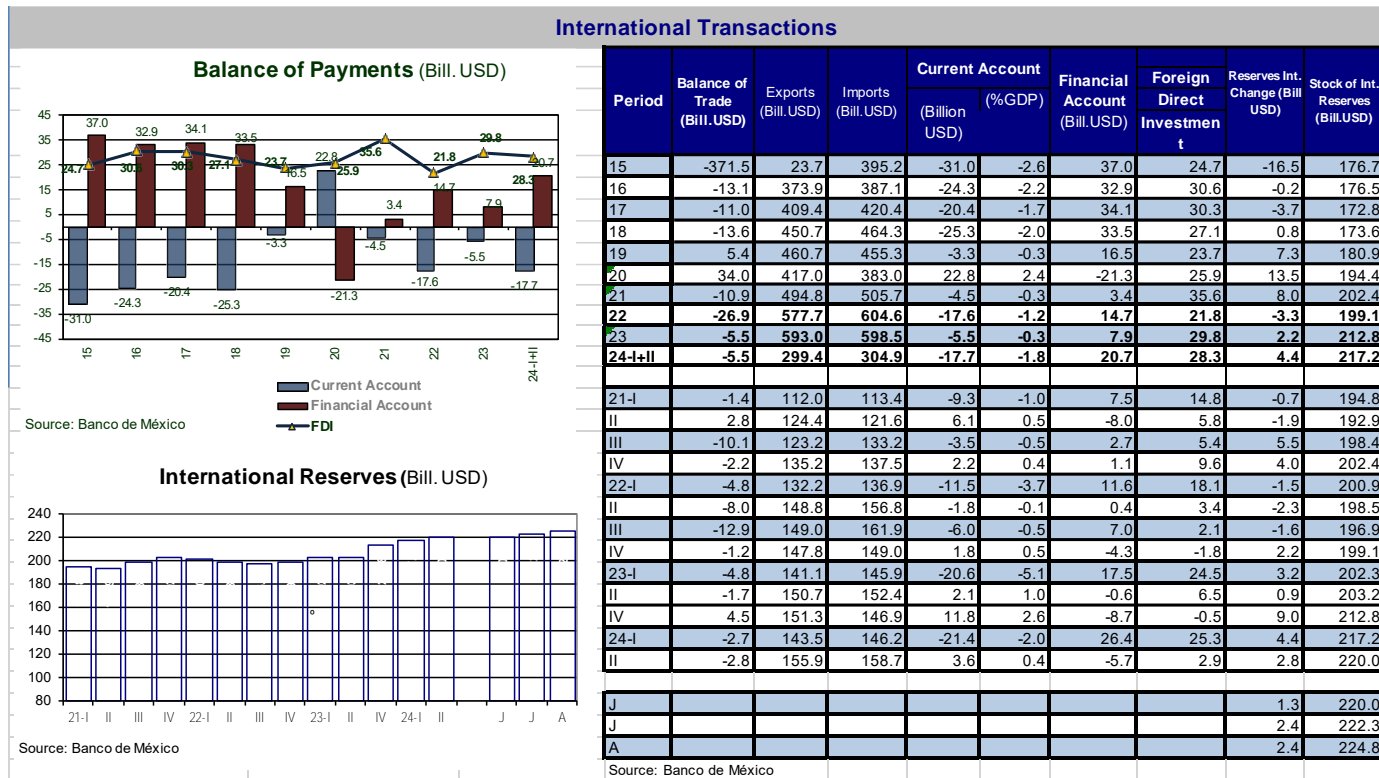 International Transactions
Balance of Payments (Bill. USD)
45
35
25
15
5
-5
-15
-25
-35
-45
37.0
32.9
34.1
33.5
16.5
22.8
3.4
14.7
7.9
20.7
24.7
30.6
30.3
27.1
23.7
25.9
35.6
21.8
29.8
28.3
-31.0
-24.3
-20.4
-25.3
-3.3
-21.3
-4.5
-17.6
-5.5
-17.7
15 16 17 18 19 20 21 22 23 24-I+II
Current Account
Financial Account
FDI
Source: Banco de México
International Reserves (Bill. USD)
240
220
200
180
160
140
120
100
80
21-I II III IV 22-I II III IV 23-I II IV 24-I II J J A
Source: Banco de México
Period
Balance of Trade (Bill.USD)
Exports (Bill.USD)
Imports (Bill.USD)
Current Account
(Billion USD)
(%GDP)
Financial Account (Bill.USD)
Foreign
Direct
Investmen
t
Reserves Int. Change (Bill USD)
Stock of Int. Reserves (Bill.USD)
15 -371.5 23.7 395.2 -31.0 -2.6 37.0 24.7 -16.5 176.7
16 -13.1 373.9 387.1 -24.3 -2.2 32.9 30.6 -0.2 176.5
17 -11.0 409.4 420.4 -20.4 -1.7 34.1 30.3 -3.7 172.8
18 -13.6 450.7 464.3 -25.3 -2.0 33.5 27.1 0.8 173.6
19 5.4 460.7 455.3 -3.3 -0.3 16.5 23.7 7.3 180.9
20 34.0 417.0 383.0 22.8 2.4 -21.3 25.9 13.5 194.4
21 -10.9 494.8 505.7 -4.5 -0.3 3.4 35.6 8.0 202.4
22 -26.9 577.7 604.6 -17.6 -1.2 14.7 21.8 -3.3 199.1
23 -5.5 593.0 598.5 -5.5 -0.3 7.9 29.8 2.2 212.8
24-I+II -5.5 299.4 304.9 -17.7 -1.8 20.7 28.3 4.4 217.2
21-I -1.4 112.0 113.4 -9.3 -1.0 7.5 14.8 -0.7 194.8
II 2.8 124.4 121.6 6.1 0.5 -8.0 5.8 -1.9 192.9
III -10.1 123.2 133.2 -3.5 -0.5 2.7 5.4 5.5 198.4
IV -2.2 135.2 137.5 2.2 0.4 1.1 9.6 4.0 202.4
22-I -4.8 132.2 136.9 -11.5 -3.7 11.6 18.1 -1.5 200.9
II -8.0 148.8 156.8 -1.8 -0.1 0.4 3.4 -2.3 198.5
III -12.9 149.0 161.9 -6.0 -0.5 7.0 2.1 -1.6 196.9
IV -1.2 147.8 149.0 1.8 0.5 -4.3 -1.8 2.2 199.1
23-I -4.8 141.1 145.9 -20.6 -5.1 17.5 24.5 3.2 202.3
II -1.7 150.7 152.4 2.1 1.0 -0.6 6.5 0.9 203.2
IV 4.5 151.3 146.9 11.8 2.6 -8.7 -0.5 9.0 212.8
24-I -2.7 143.5 146.2 -21.4 -2.0 26.4 25.3 4.4 217.2
II -2.8 155.9 158.7 3.6 0.4 -5.7 2.9 2.8 220.0
J 1.3 220.0
J 2.4 222.3
A 2.4 224.8
Source: Banco de México